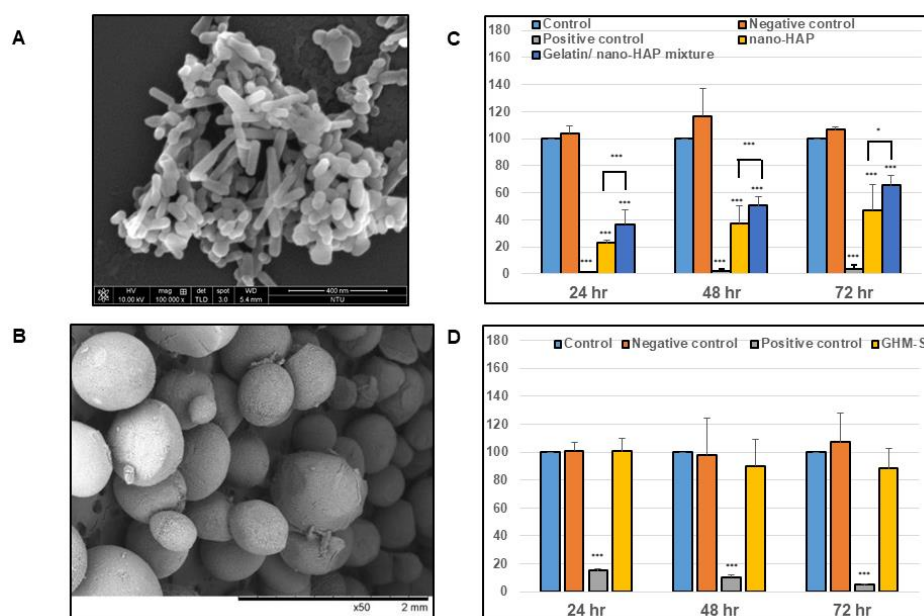 A
HV
10.00 kV
mag
100 000 x
det
TLD
spot
3.0
WD
5.4 mm
400 nm
NTU
B
x50
2 mm
C
180
160
140
120
100
80
60
40
20
0
Control
Negative control
Positive control
nano-HAP
Gelatin/ nano-HAP mixture
***
***
***
***
24 hr
***
***
***
***
48 hr
***
***
***
*
72 hr
D
180
160
140
120
100
80
60
40
20
0
Control
Negative control
Positive control
GHM-S
***
24 hr
***
48 hr
***
72 hr